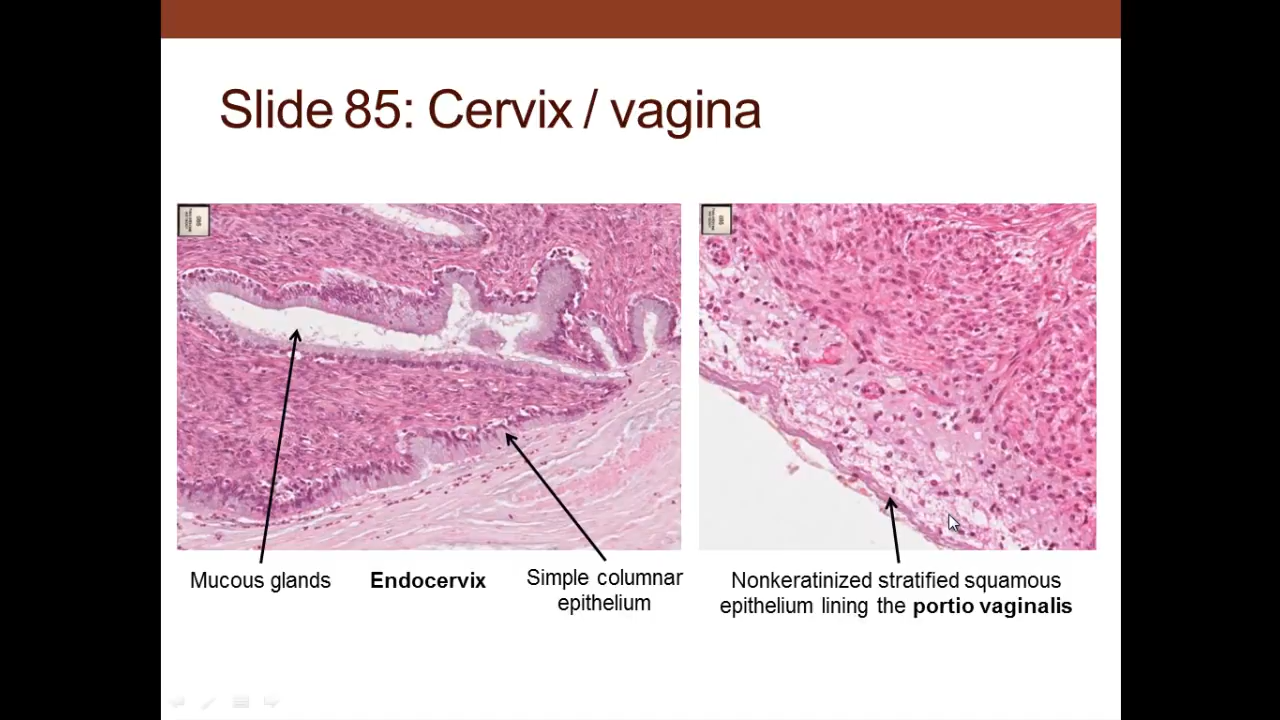 Slide 85: Cervix / vagina
Mucous glands
Endocervix
Simple columnar
epithelium
Nonkeratinized stratified squamous
epithelium lining the portio vaginalis